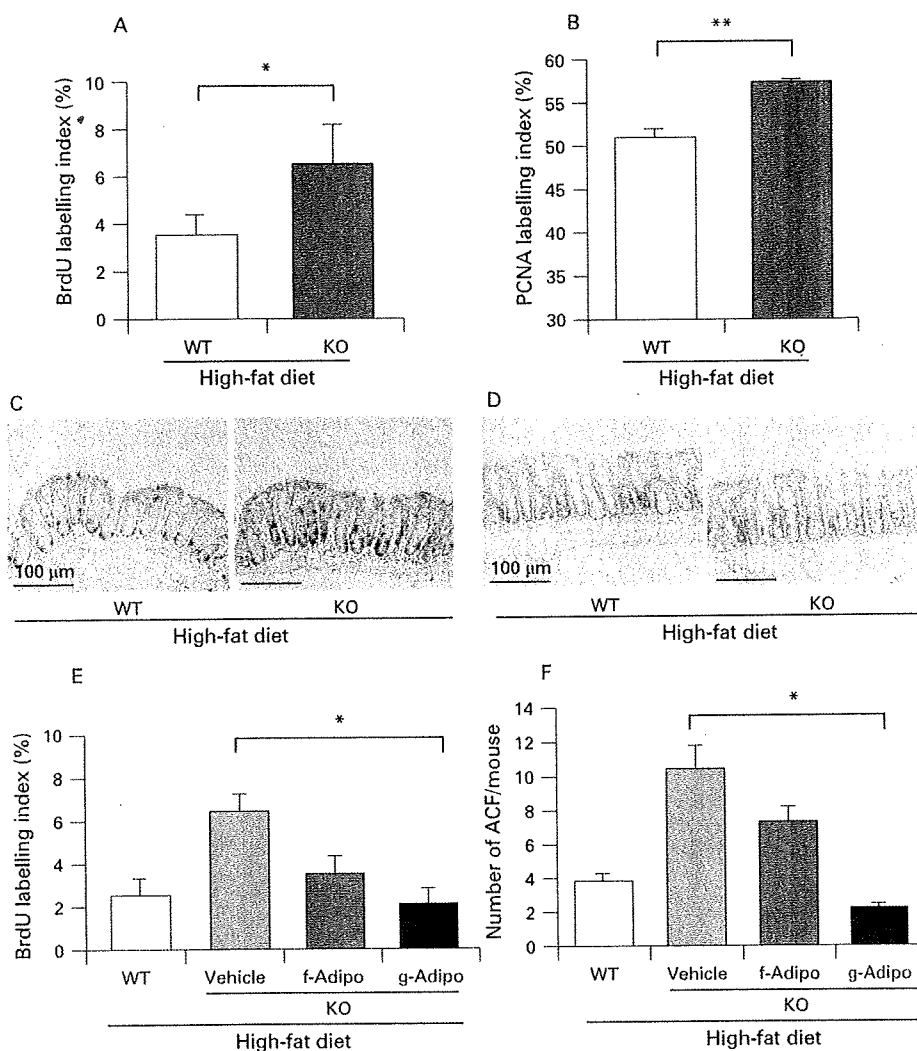 A
BrdU labelling index (%)
10
8
6
4
2
0
*
WT
KO
High-fat diet
B
PCNA labelling index (%)
60
55
50
45
40
35
30
**
WT
KO
High-fat diet
C
100 µm
WT
KO
High-fat diet
D
100 µm
WT
KO
High-fat diet
E
BrdU labelling index (%)
10
8
6
4
2
0
*
WT
Vehicle
f-Adipo
g-Adipo
KO
High-fat diet
F
Number of ACF/mouse
14
12
10
8
6
4
2
0
*
WT
Vehicle
f-Adipo
g-Adipo
KO
High-fat diet